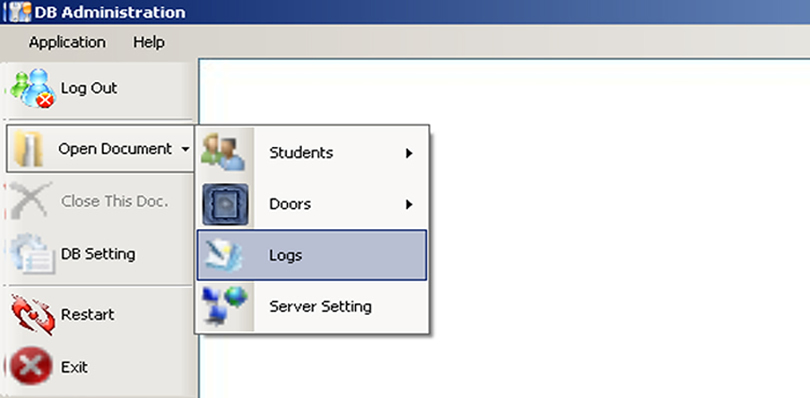 DB Administration
Application Help
Log Out
Open Document
Close This Doc.
DB Setting
Restart
Exit
Students
Doors
Logs
Server Setting